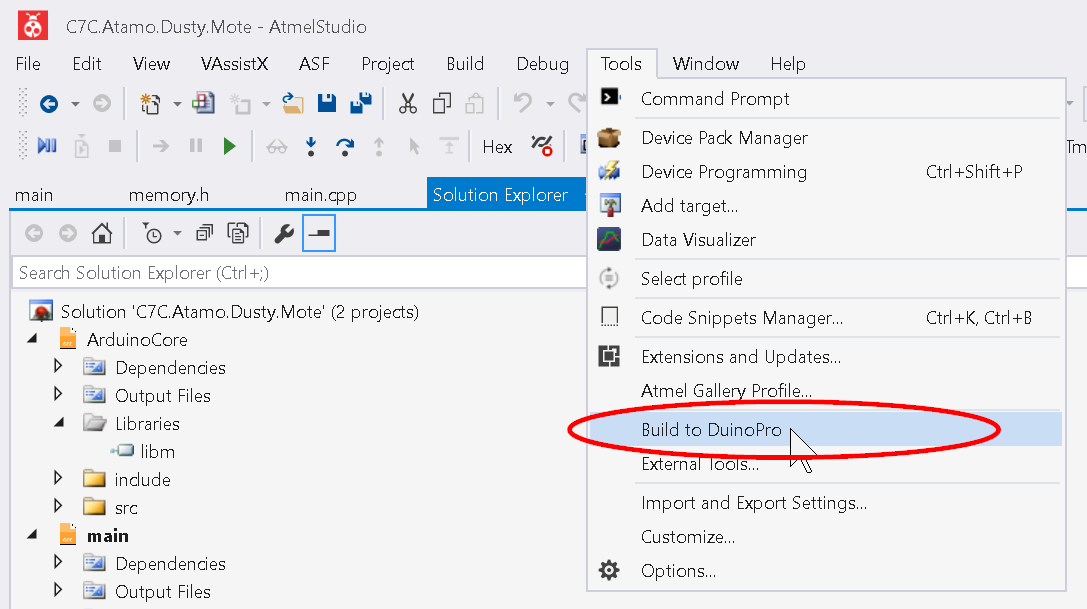 C7C.Atamo.Dusty.Mote - AtmelStudio
File Edit View VAssistX ASF Project Build Debug Tools Window Help
Hex
Tm
main memory.h main.cpp Solution Explorer
Search Solution Explorer (Ctrl+;)
Solution 'C7C.Atamo.Dusty.Mote' (2 projects)
ArduinoCore
Dependencies
Output Files
Libraries
libm
include
src
main
Dependencies
Output Files
Command Prompt
Device Pack Manager
Device Programming Ctrl+Shift+P
Add target...
Data Visualizer
Select profile
Code Snippets Manager... Ctrl+K, Ctrl+B
Extensions and Updates...
Atmel Gallery Profile...
Build to DuinoPro
External Tools...
Import and Export Settings...
Customize...
Options...